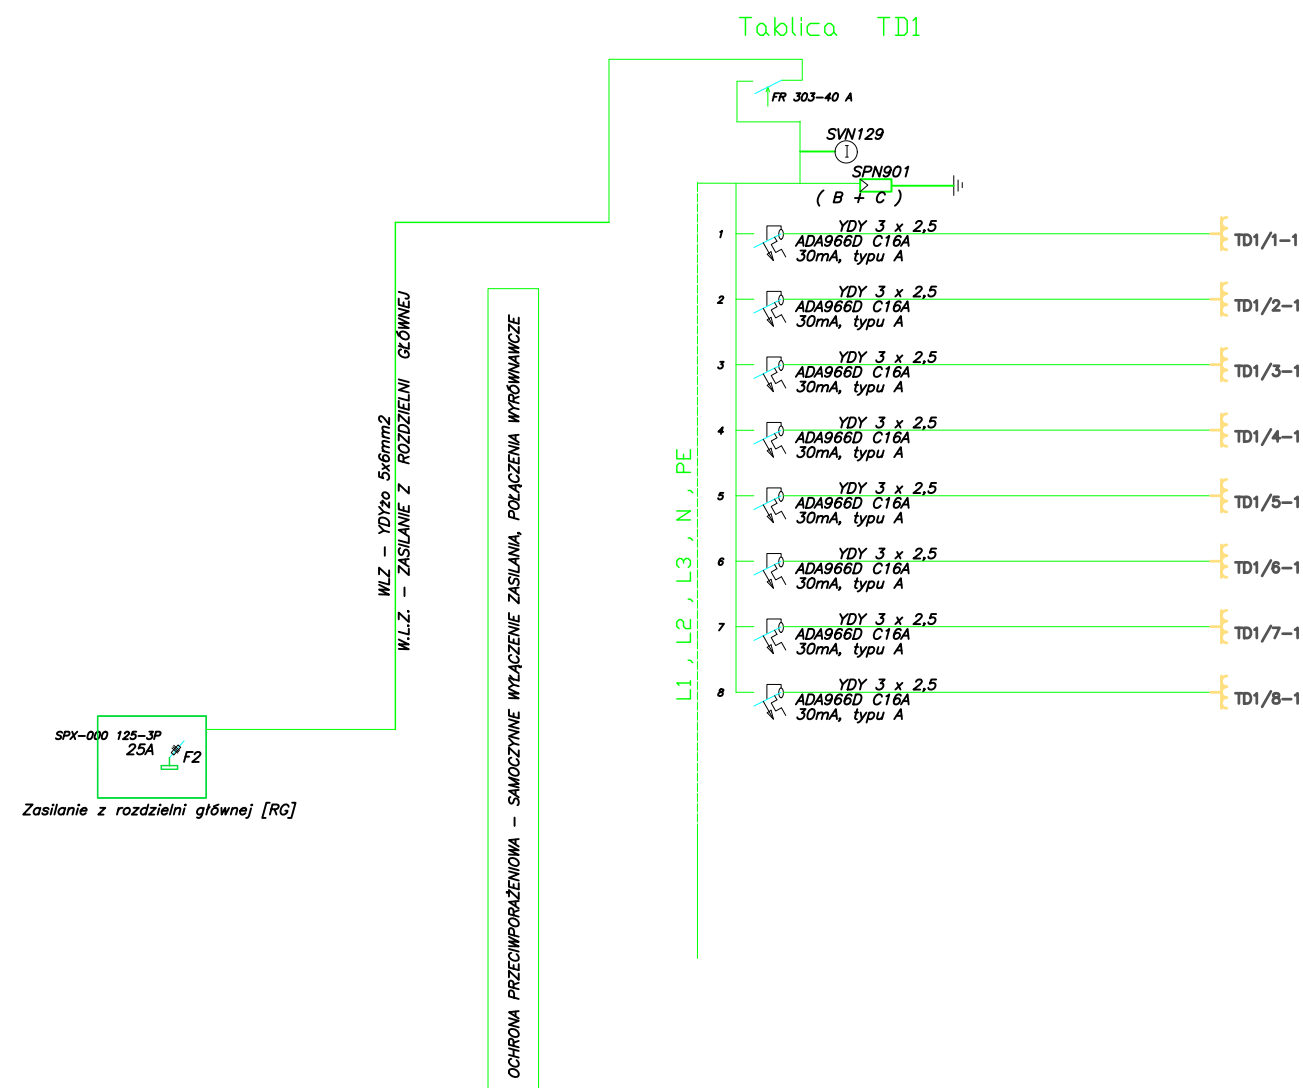 Tablica TD1
FR 303-40 A
SVN129
SPN901
( B + C )
1
YDY 3 x 2,5
ADA966D C16A
30mA, typu A
TD1/1-1
2
YDY 3 x 2,5
ADA966D C16A
30mA, typu A
TD1/2-1
3
YDY 3 x 2,5
ADA966D C16A
30mA, typu A
TD1/3-1
4
YDY 3 x 2,5
ADA966D C16A
30mA, typu A
TD1/4-1
5
YDY 3 x 2,5
ADA966D C16A
30mA, typu A
TD1/5-1
6
YDY 3 x 2,5
ADA966D C16A
30mA, typu A
TD1/6-1
7
YDY 3 x 2,5
ADA966D C16A
30mA, typu A
TD1/7-1
8
YDY 3 x 2,5
ADA966D C16A
30mA, typu A
TD1/8-1
L1 , L2 , L3 , N , PE
WLZ - YDYżo 5x6mm2
W.L.Z. - ZASILANIE Z ROZDZIELNI GŁÓWNEJ
OCHRONA PRZECIWPORAŻENIOWA - SAMOCZYNNE WYŁĄCZENIE ZASILANIA, POŁĄCZENIA WYRÓWNAWCZE
SPX-000 125-3P
25A
F2
Zasilanie z rozdzielni głównej [RG]